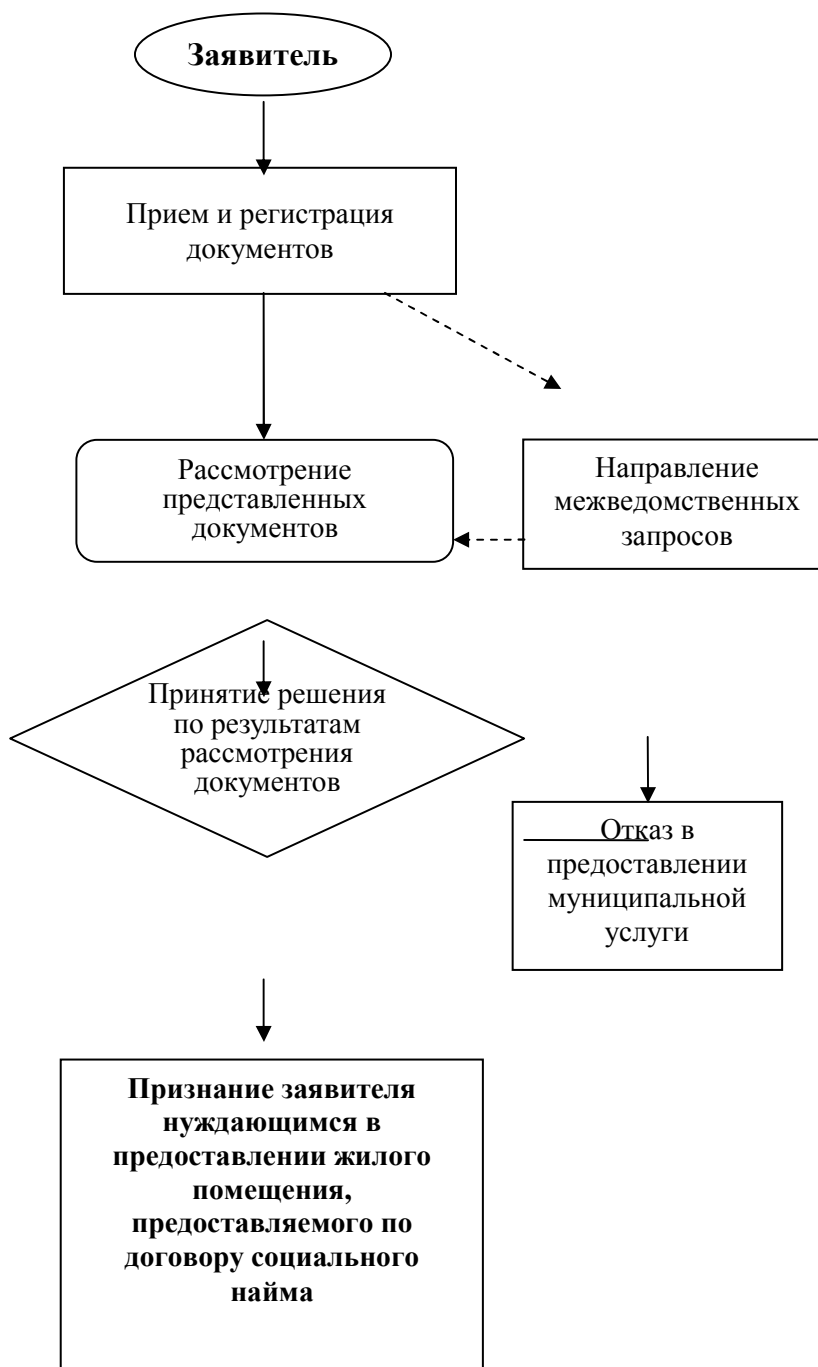 Заявитель
Прием и регистрация
документов
Рассмотрение
представленных
документов
Направление
межведомственных
запросов
Принятие решения
по результатам
рассмотрения
документов
Отказ в
предоставлении
муниципальной
услуги
Признание заявителя
нуждающимся в
предоставлении жилого
помещения,
предоставляемого по
договору социального
найма